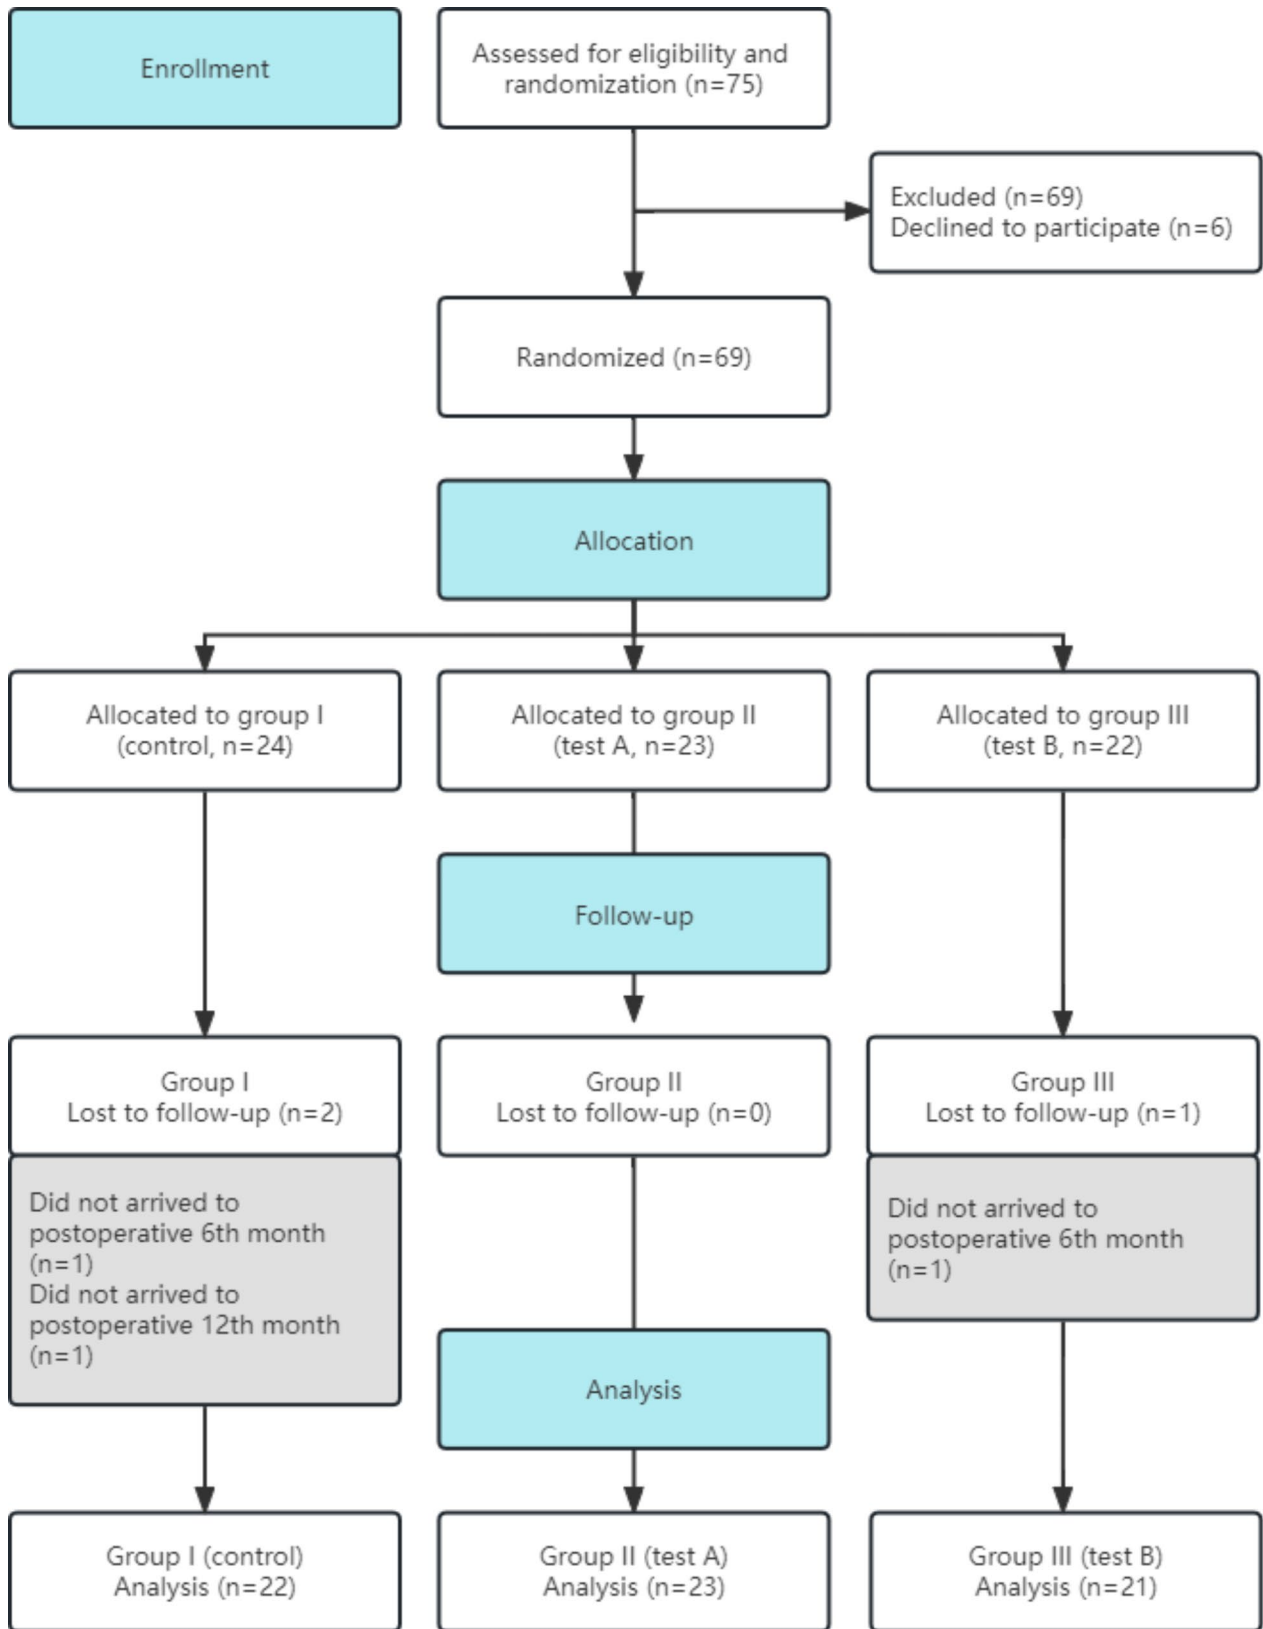 Enrollment
Assessed for eligibility and
randomization (n=75)
Excluded (n=69)
Declined to participate (n=6)
Randomized (n=69)
Allocation
Allocated to group I
(control, n=24)
Allocated to group II
(test A, n=23)
Allocated to group III
(test B, n=22)
Follow-up
Group I
Lost to follow-up (n=2)
Group II
Lost to follow-up (n=0)
Group III
Lost to follow-up (n=1)
Did not arrived to
postoperative 6th month
(n=1)
Did not arrived to
postoperative 12th month
(n=1)
Did not arrived to
postoperative 6th month
(n=1)
Analysis
Group I (control)
Analysis (n=22)
Group II (test A)
Analysis (n=23)
Group III (test B)
Analysis (n=21)